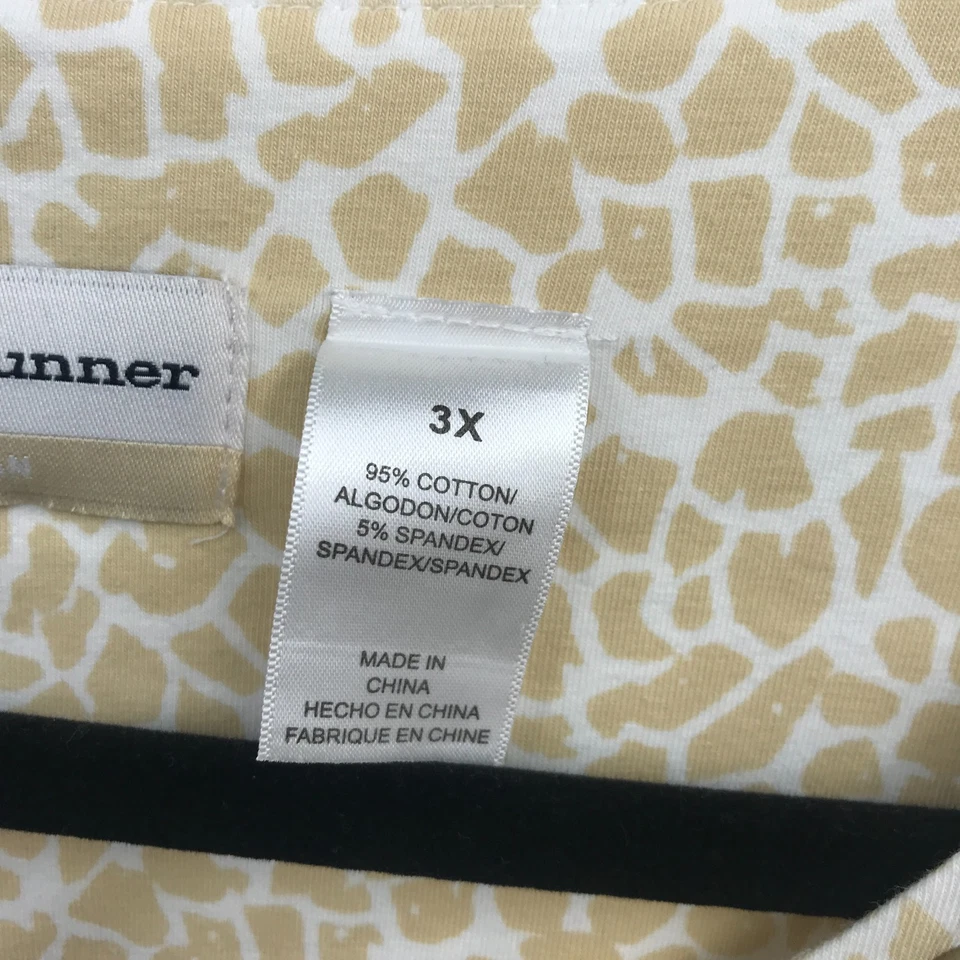 unner
N
3X
95% COTTON/
ALGODON/COTON
5% SPANDEX/
SPANDEX/SPANDEX
MADE IN
CHINA
HECHO EN CHINA
FABRIQUE EN CHINE